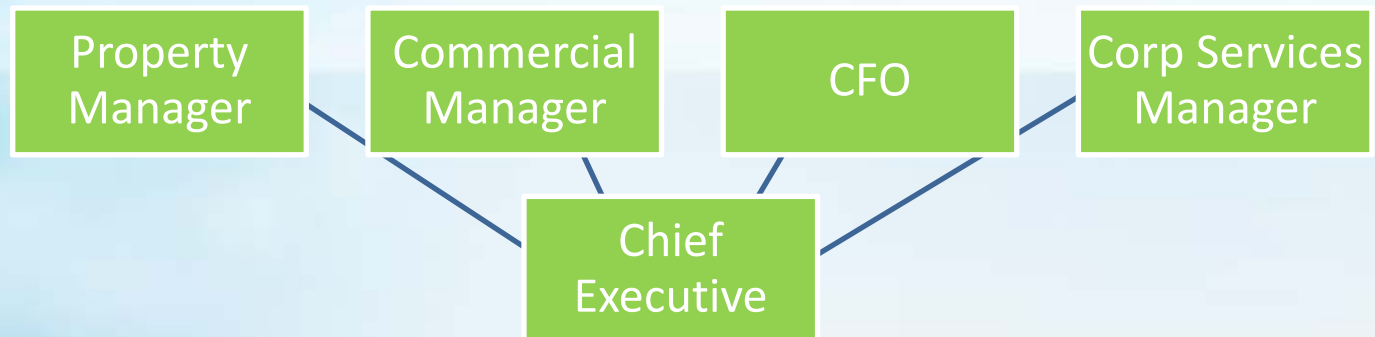 Property
Manager
Commercial
Manager
CFO
Corp Services
Manager
Chief
Executive